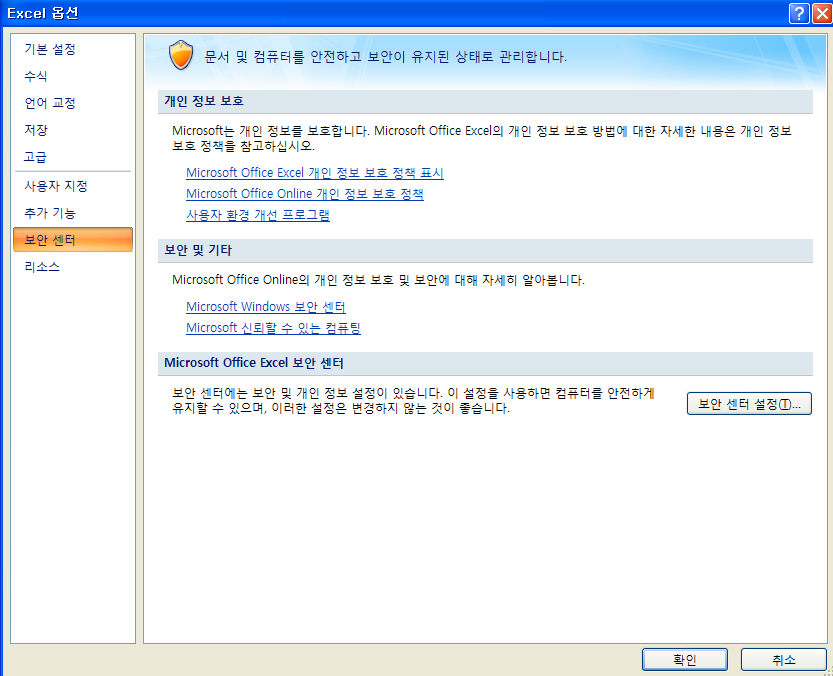 Excel 옵션
기본 설정
수식
언어 교정
저장
고급
사용자 지정
추가 기능
보안 센터
리소스
문서 및 컴퓨터를 안전하고 보안이 유지된 상태로 관리합니다.
개인 정보 보호
Microsoft는 개인 정보를 보호합니다. Microsoft Office Excel의 개인 정보 보호 방법에 대한 자세한 내용은 개인 정보
보호 정책을 참고하십시오.
Microsoft Office Excel 개인 정보 보호 정책 표시
Microsoft Office Online 개인 정보 보호 정책
사용자 환경 개선 프로그램
보안 및 기타
Microsoft Office Online의 개인 정보 보호 및 보안에 대해 자세히 알아봅니다.
Microsoft Windows 보안 센터
Microsoft 신뢰할 수 있는 컴퓨팅
Microsoft Office Excel 보안 센터
보안 센터에는 보안 및 개인 정보 설정이 있습니다. 이 설정을 사용하면 컴퓨터를 안전하게
유지할 수 있으며, 이러한 설정은 변경하지 않는 것이 좋습니다.
보안 센터 설정(T)...
확인
취소